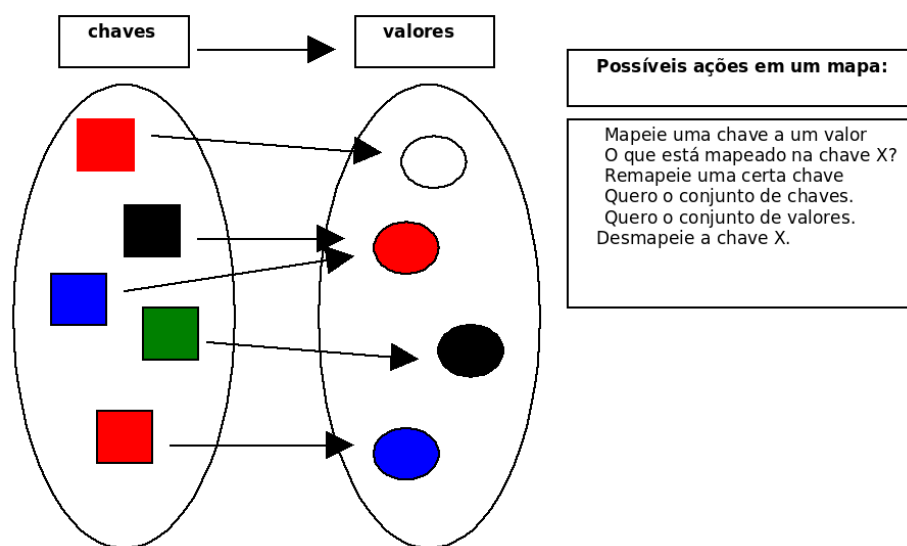 chaves
valores
Possíveis ações em um mapa:
Mapeie uma chave a um valor
O que está mapeado na chave X?
Remapeie uma certa chave
Quero o conjunto de chaves.
Quero o conjunto de valores.
Desmapeie a chave X.